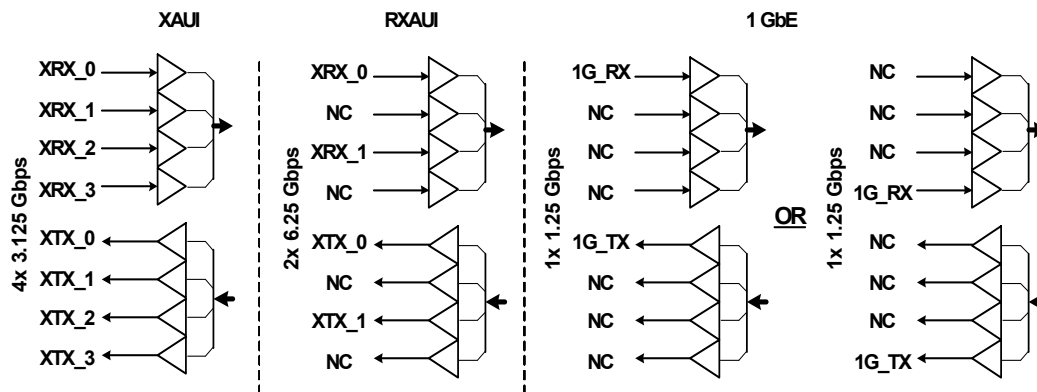 XAUI
4x 3.125 Gbps
XRX_0
XRX_1
XRX_2
XRX_3
XTX_0
XTX_1
XTX_2
XTX_3
RXAUI
2x 6.25 Gbps
XRX_0
NC
XRX_1
NC
XTX_0
NC
XTX_1
NC
1 GbE
1x 1.25 Gbps
1G_RX
NC
NC
NC
1G_TX
NC
NC
NC
OR
1x 1.25 Gbps
NC
NC
NC
1G_RX
NC
NC
NC
1G_TX